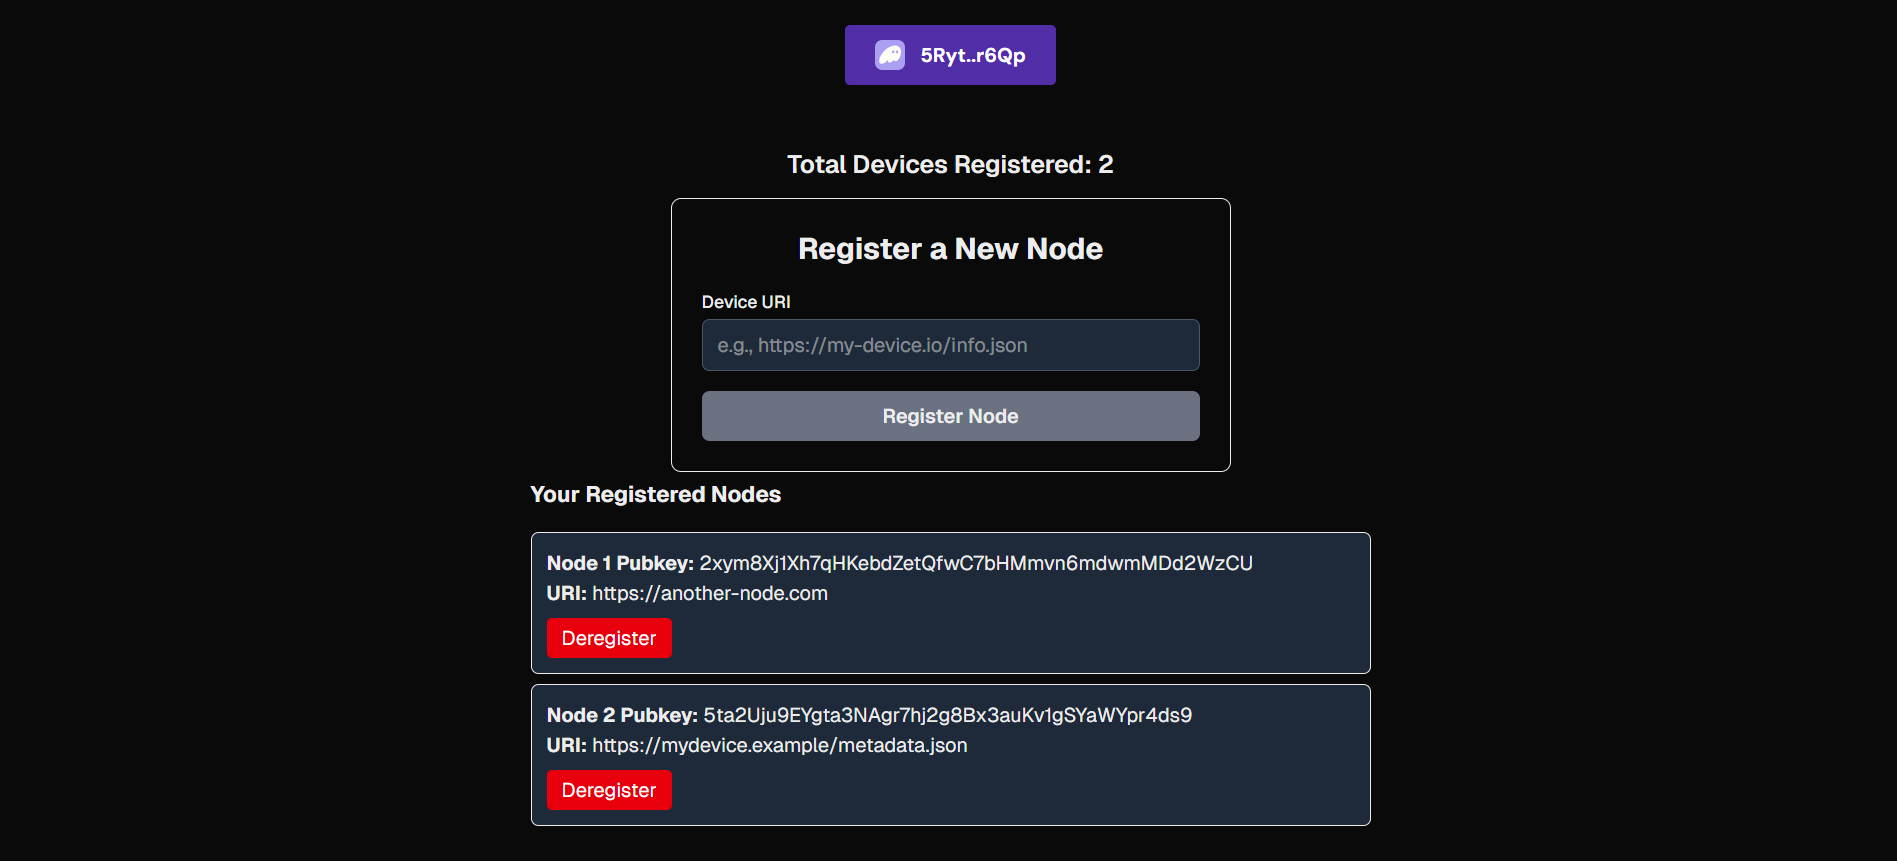 5Ryt..r6Qp
Total Devices Registered: 2
Register a New Node
Device URI
e.g., https://my-device.io/info.json
Register Node
Your Registered Nodes
Node 1 Pubkey: 2xym8Xj1Xh7qHKebdZetQfwC7bHMmvn6mdwmMDd2WzCU
URI: https://another-node.com
Deregister
Node 2 Pubkey: 5ta2Uju9EYgta3NAgr7hj2g8Bx3auKv1gSYaWYpr4ds9
URI: https://mydevice.example/metadata.json
Deregister